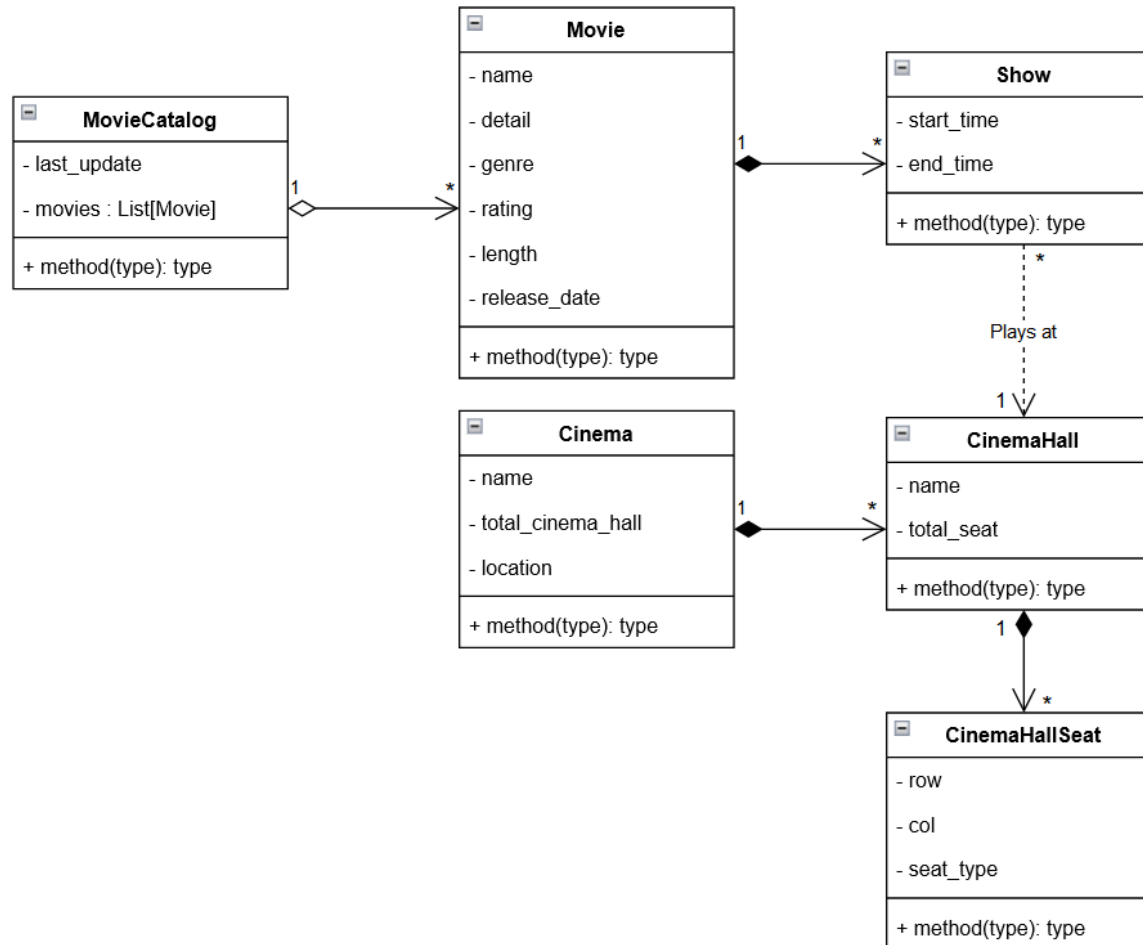 MovieCatalog
- last_update
- movies : List[Movie]
+ method(type): type
1
*
Movie
- name
- detail
- genre
- rating
- length
- release_date
+ method(type): type
1
*
Show
- start_time
- end_time
+ method(type): type
*
Plays at
1
Cinema
- name
- total_cinema_hall
- location
+ method(type): type
1
*
CinemaHall
- name
- total_seat
+ method(type): type
1
*
CinemaHallSeat
- row
- col
- seat_type
+ method(type): type